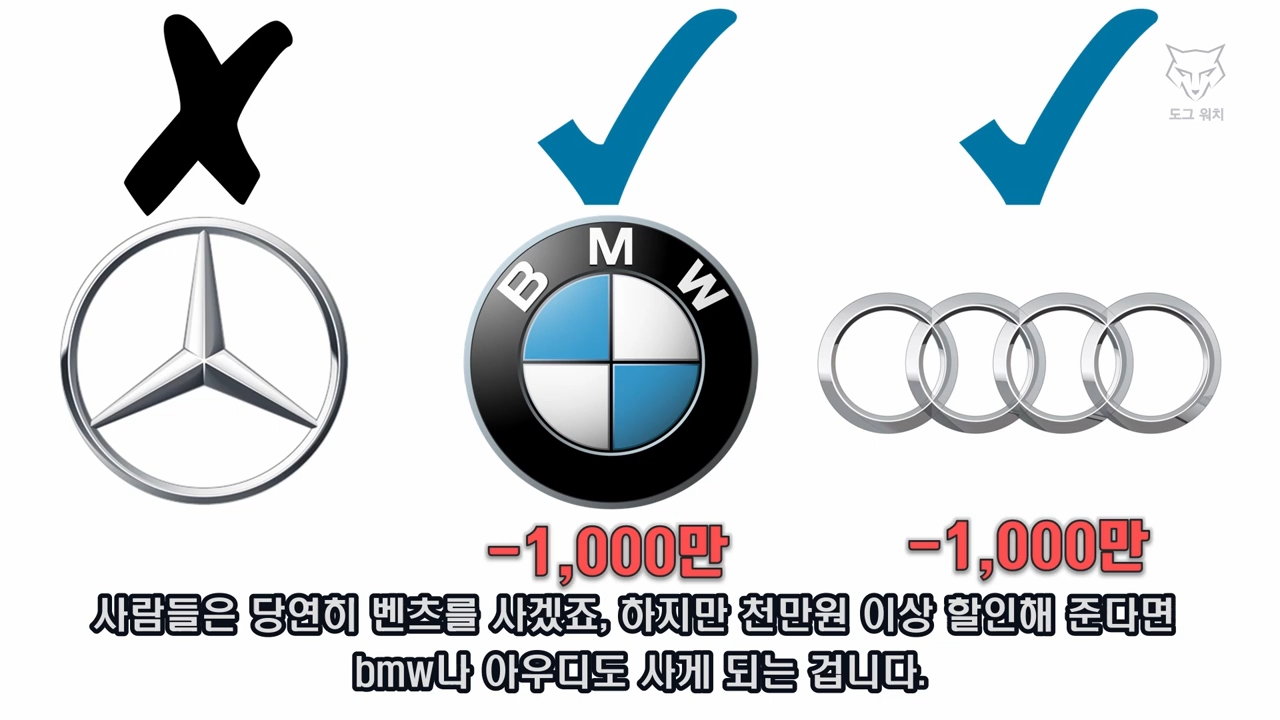 도그 워치
B M W
-1,000만
-1,000만
사람들은 당연히 벤츠를 사겠죠, 하지만 천만원 이상 할인해 준다면
bmw나 아우디도 사게 되는 겁니다.